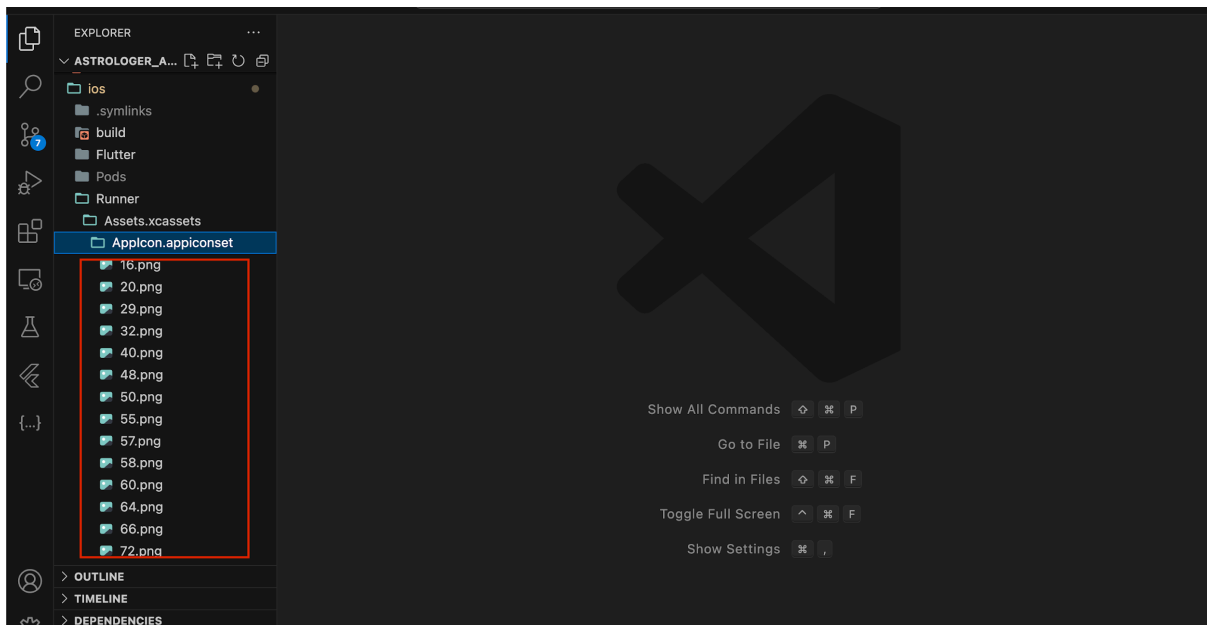 EXPLORER
ASTROLOGER_A...
ios
.symlinks
build
Flutter
Pods
Runner
Assets.xcassets
AppIcon.appiconset
16.png
20.png
29.png
32.png
40.png
48.png
50.png
55.png
57.png
58.png
60.png
64.png
66.png
72.png
OUTLINE
TIMELINE
DEPENDENCIES
7
{...}
Show All Commands ⇧ ⌘ P
Go to File ⌘ P
Find in Files ⇧ ⌘ F
Toggle Full Screen ^ ⌘ F
Show Settings ⌘ ,